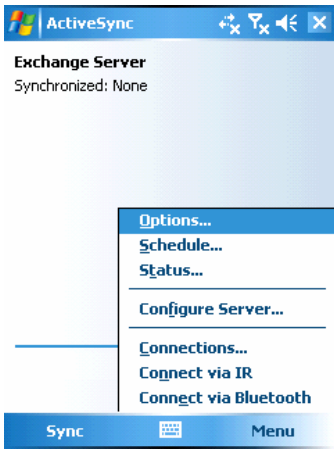 ActiveSync
Exchange Server
Synchronized: None
Options...
Schedule...
Status...
Configure Server...
Connections...
Connect via IR
Connect via Bluetooth
Sync
Menu